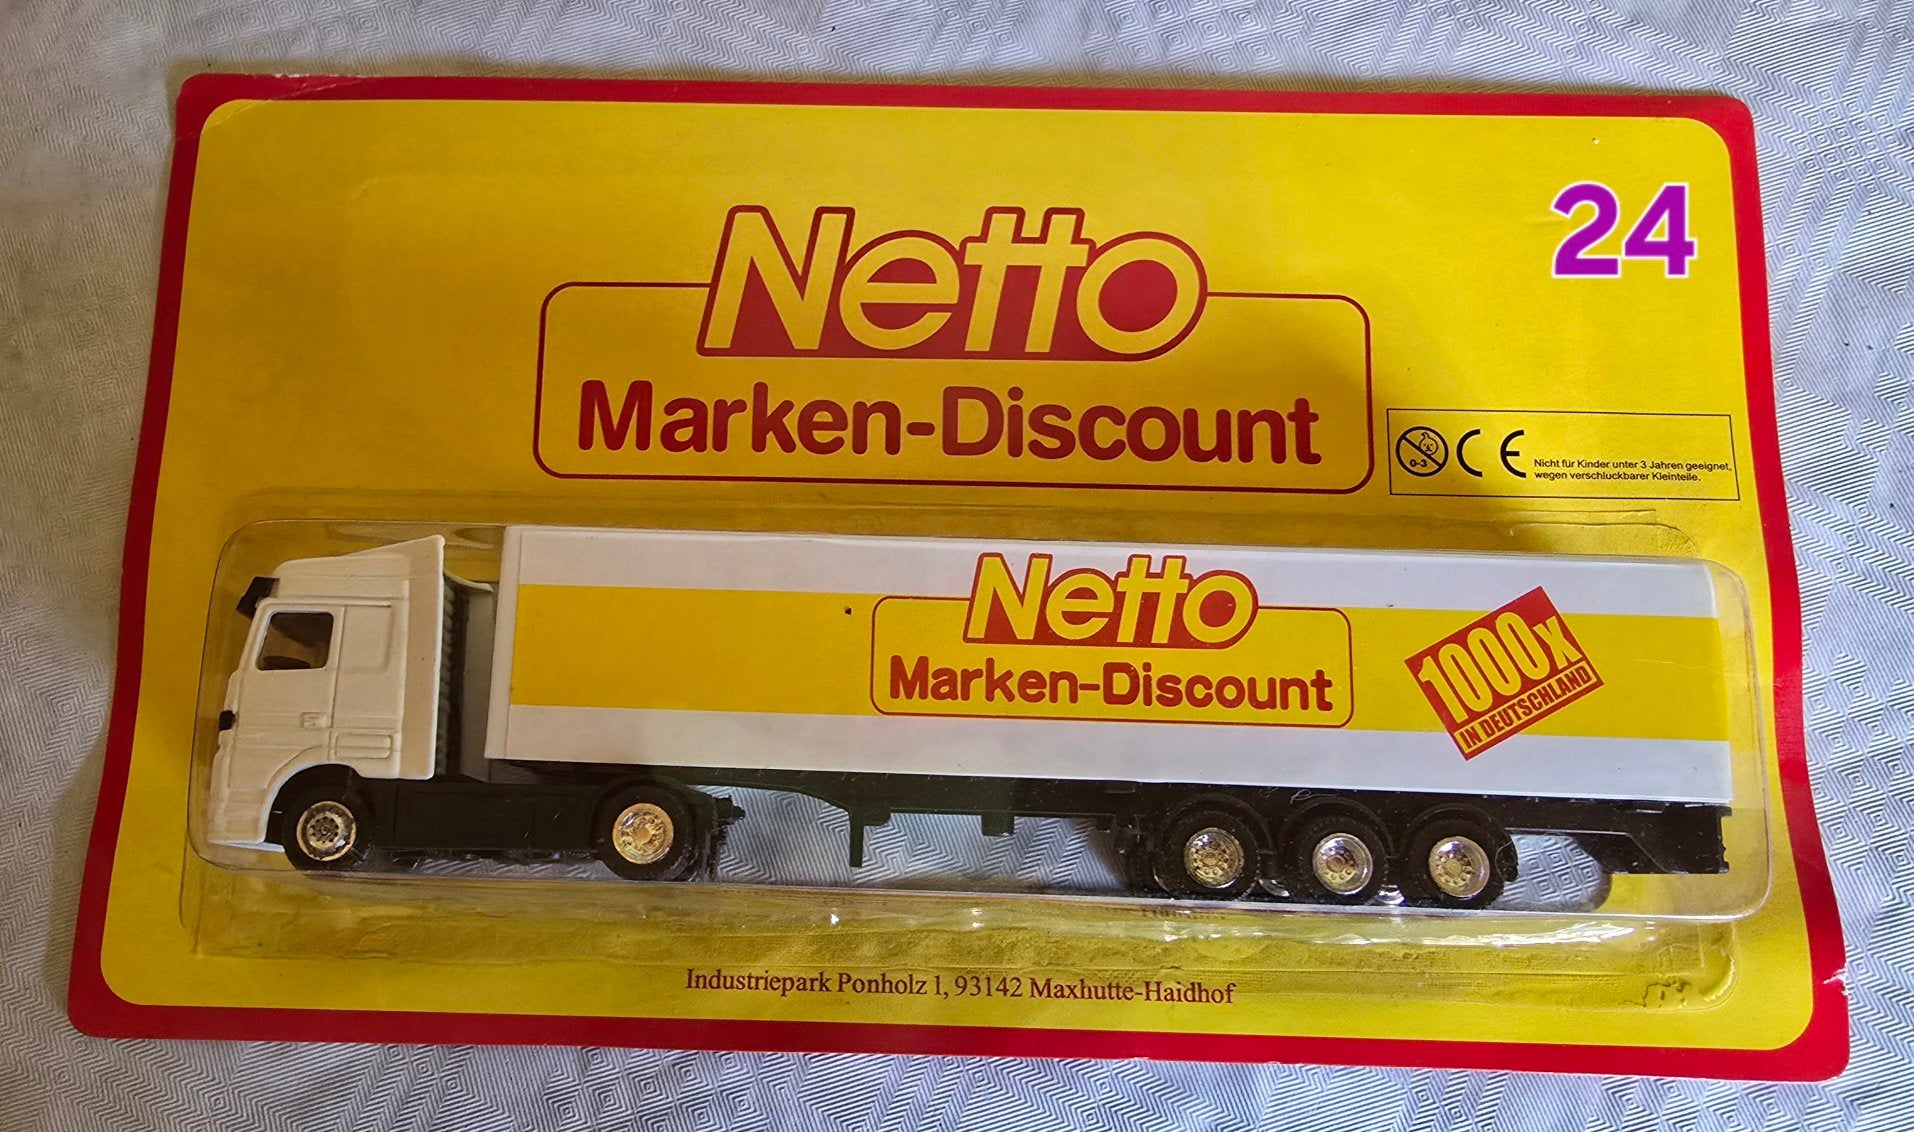 24
Netto
Marken-Discount
0-3
CE
Nicht für Kinder unter 3 Jahren geeignet,
wegen verschluckbarer Kleinteile.
Netto
Marken-Discount
1000x
IN DEUTSCHLAND
Industriepark Ponholz 1, 93142 Maxhutte-Haidhof